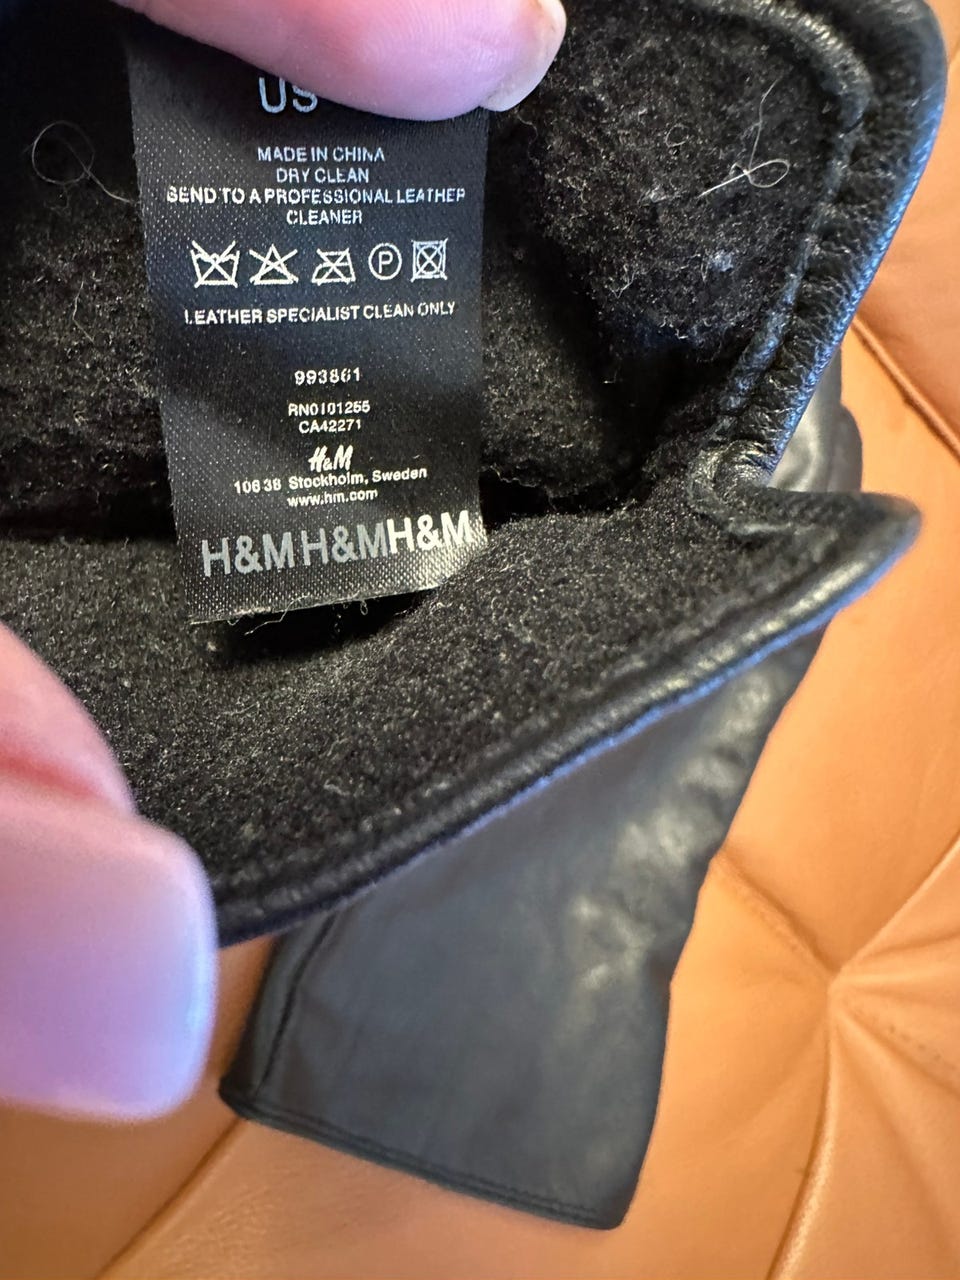 US
MADE IN CHINA
DRY CLEAN
SEND TO A PROFESSIONAL LEATHER
CLEANER
P
LEATHER SPECIALIST CLEAN ONLY
993861
RN0101255
CA42271
H&M
106 38 Stockholm, Sweden
www.hm.com
H&M H&M H&M